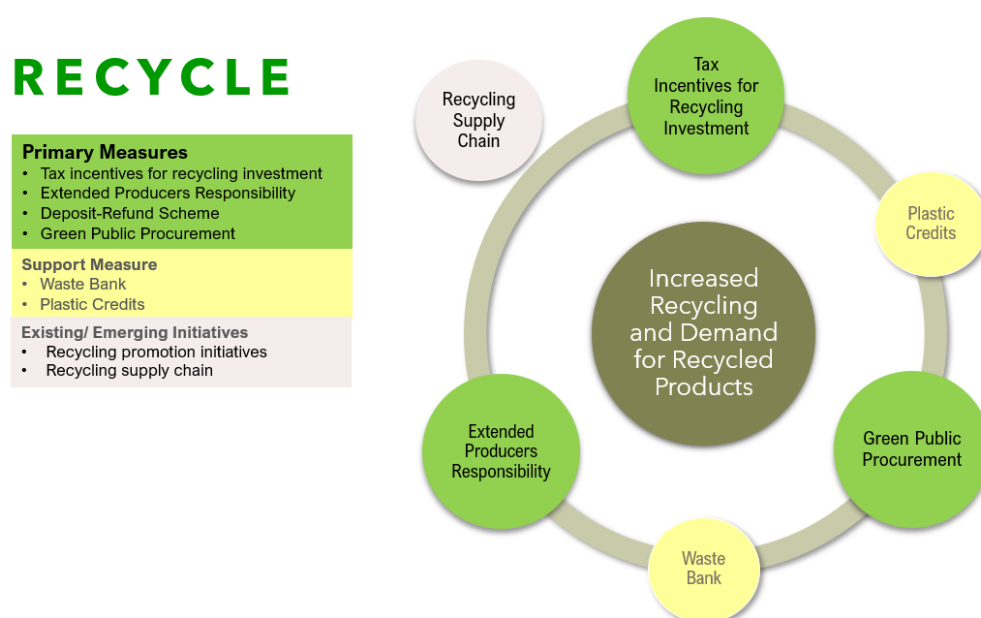 RECYCLE
Primary Measures
• Tax incentives for recycling investment
• Extended Producers Responsibility
• Deposit-Refund Scheme
• Green Public Procurement
Support Measure
• Waste Bank
• Plastic Credits
Existing/ Emerging Initiatives
• Recycling promotion initiatives
• Recycling supply chain
Recycling
Supply
Chain
Tax
Incentives for
Recycling
Investment
Plastic
Credits
Increased
Recycling
and Demand
for Recycled
Products
Extended
Producers
Responsibility
Green Public
Procurement
Waste
Bank